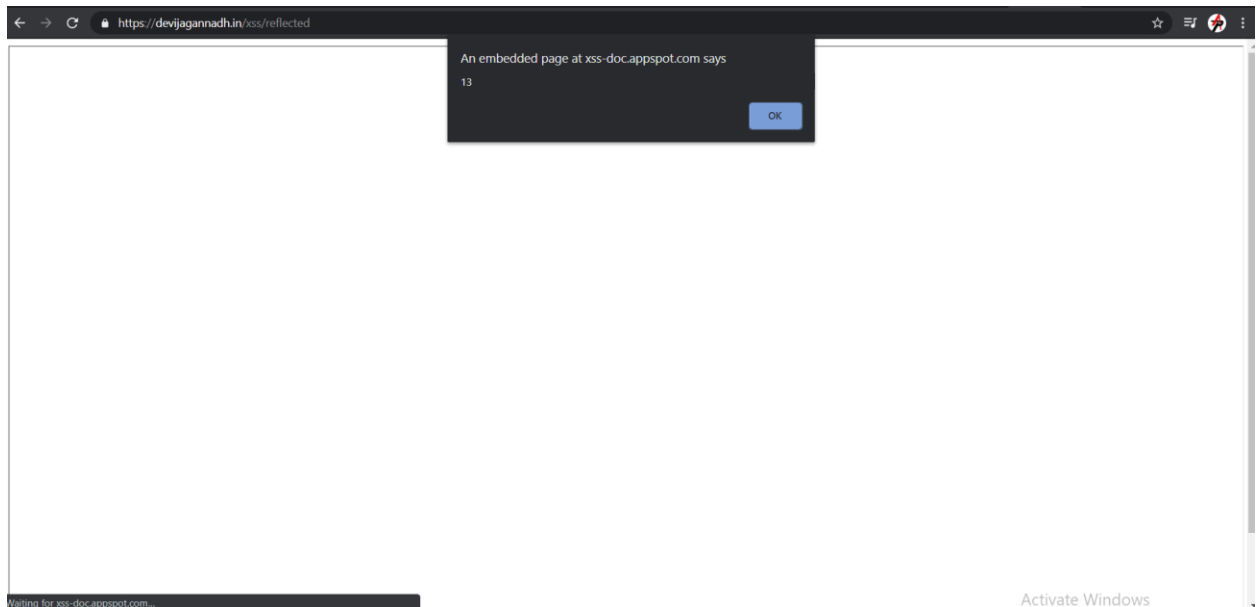 https://devijagannadh.in/xss/reflected
An embedded page at xss-doc.appspot.com says
13
OK
Waiting for xss-doc.appspot.com...
Activate Windows